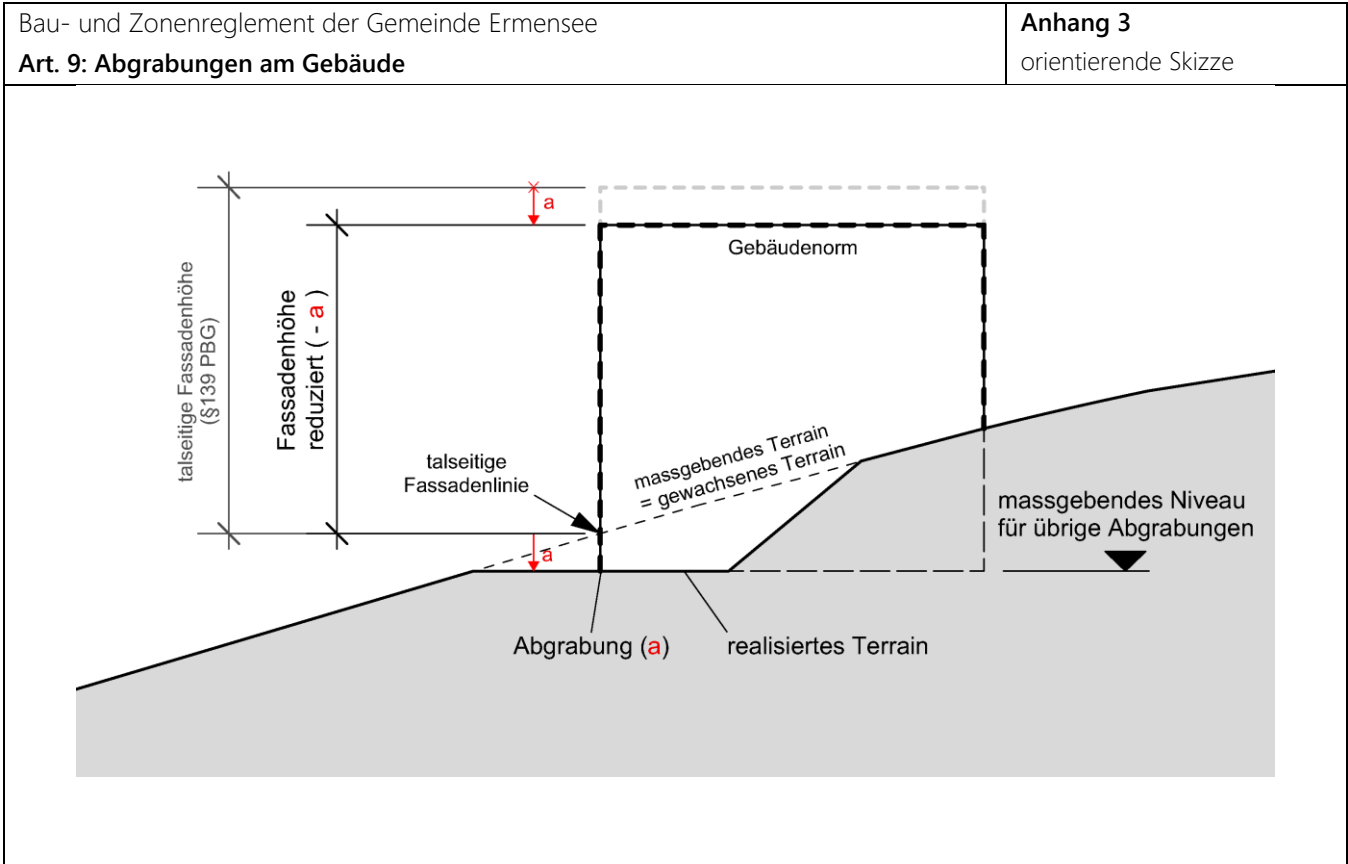 Bau- und Zonenreglement der Gemeinde Ermensee
Art. 9: Abgrabungen am Gebäude
Anhang 3
orientierende Skizze
a
Gebäudenorm
talseitige Fassadenhöhe
(§139 PBG)
Fassadenhöhe
reduziert ( - a )
talseitige
Fassadenlinie
massgebendes Terrain
= gewachsenes Terrain
massgebendes Niveau
für übrige Abgrabungen
a
Abgrabung (a)
realisiertes Terrain